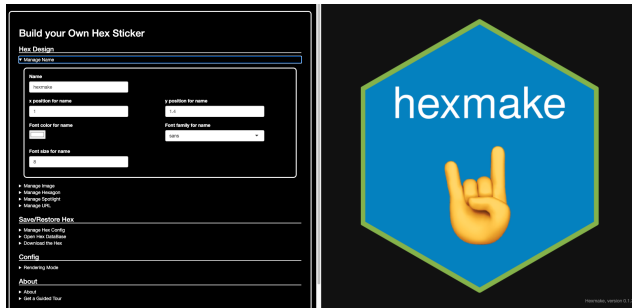 Build your Own Hex Sticker
Hex Design
▾ Manage Name
Name
hexmake
x position for name
y position for name
1
1.4
Font color for name
Font family for name
sans
Font size for name
8
▸ Manage Image
▸ Manage Hexagon
▸ Manage Spotlight
▸ Manage URL
Save/Restore Hex
▸ Manage Hex Config
▸ Open Hex DataBase
▸ Download the Hex
Config
▸ Rendering Mode
About
▸ About
▸ Get a Guided Tour
hexmake